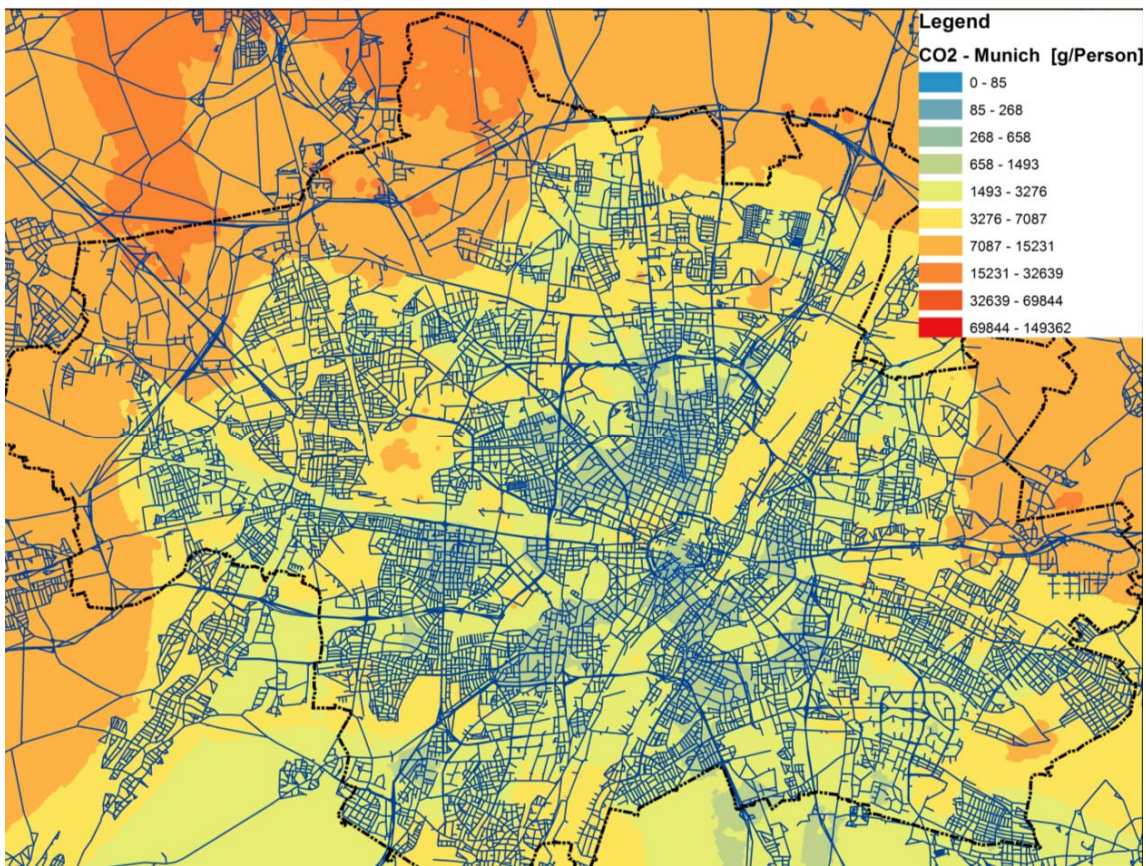 Legend
CO2 - Munich [g/Person]
0 - 85
85 - 268
268 - 658
658 - 1493
1493 - 3276
3276 - 7087
7087 - 15231
15231 - 32639
32639 - 69844
69844 - 149362